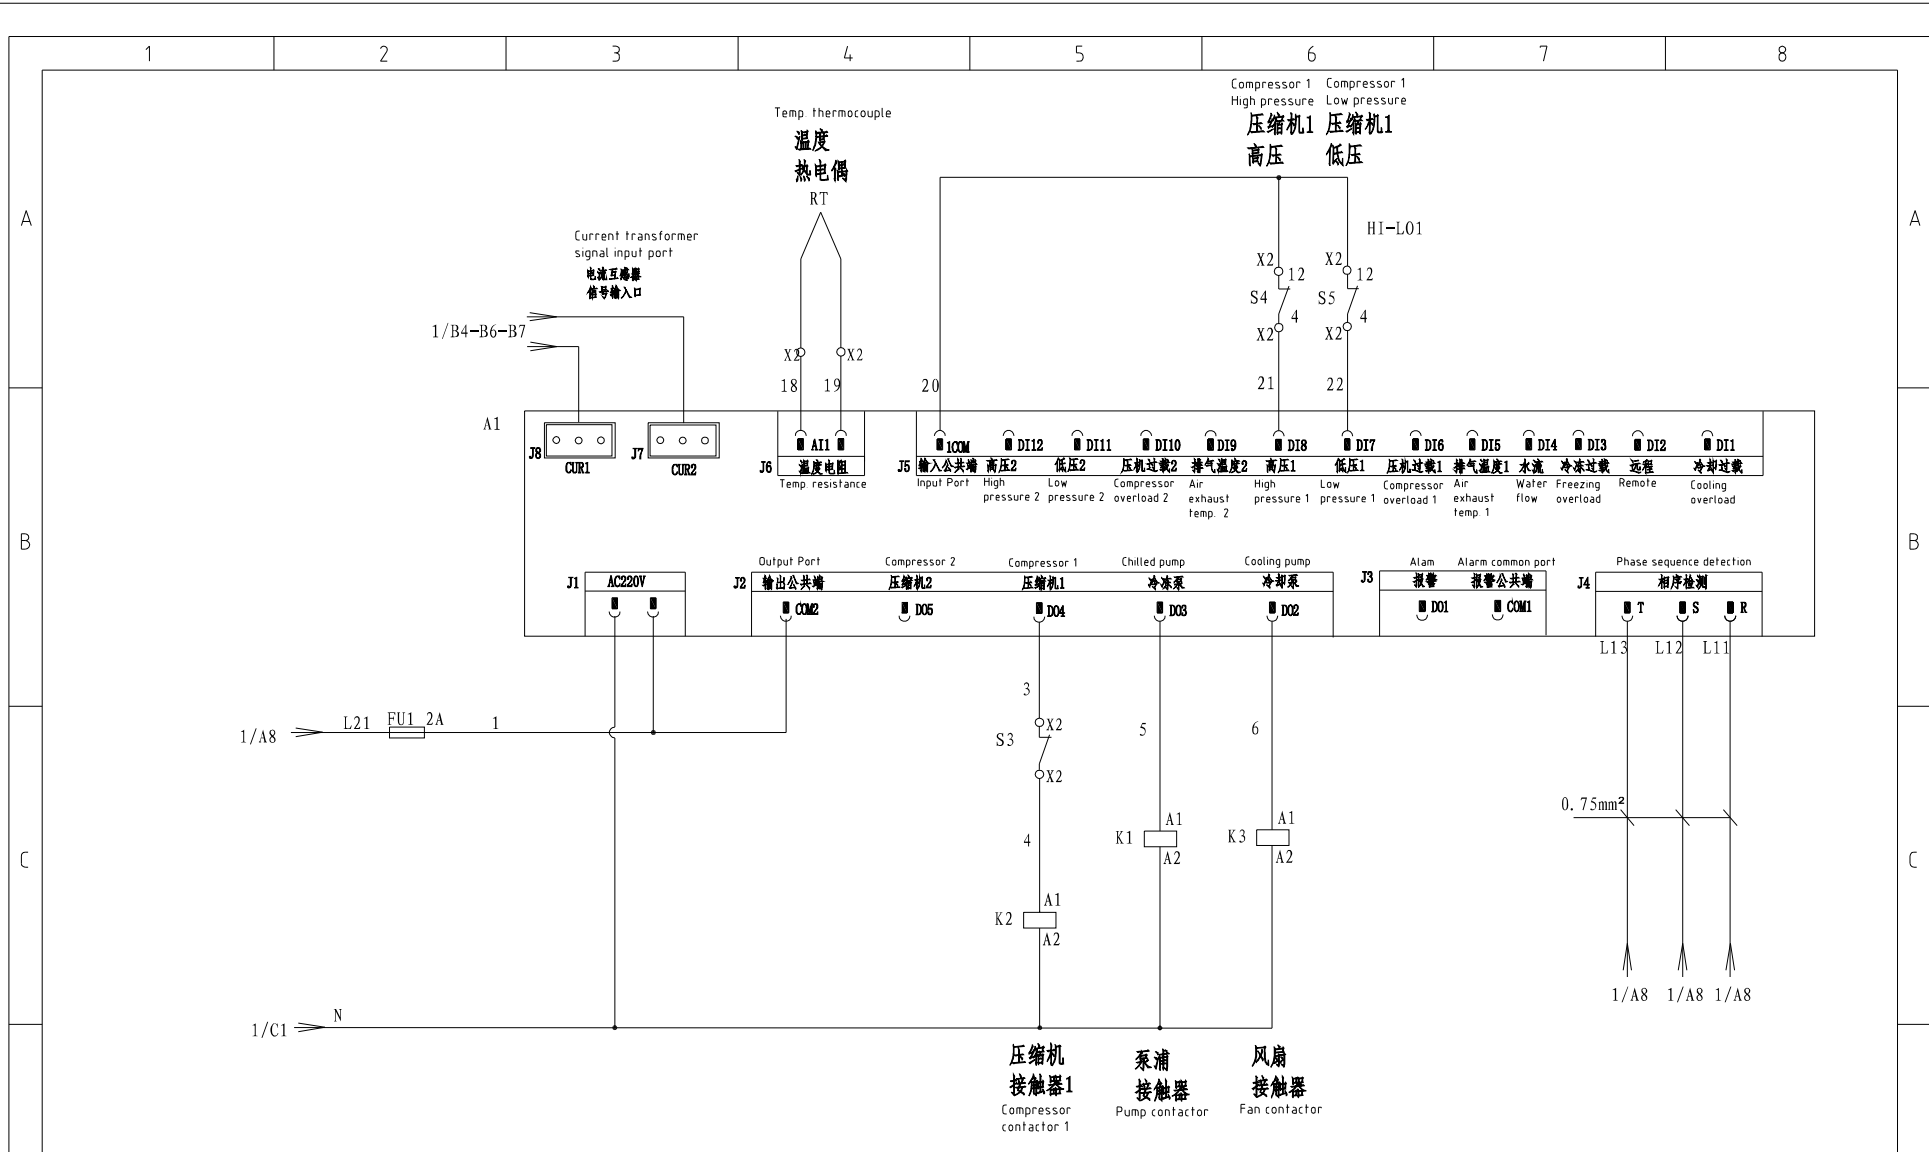 1 2 3 4 5 6 7 8
A A
B B
C C
Compressor 1
High pressure
压缩机1
高压
Compressor 1
Low pressure
压缩机1
低压
Temp. thermocouple
温度
热电偶
RT
Current transformer
signal input port
电流互感器
信号输入口
1/B4-B6-B7
HI-LO1
X2 12
S4
4
X2
X2 12
S5
4
X2
X2 X2
18 19 20 21 22
A1
J8 CUR1
J7 CUR2
J6 AI1
温度电阻
Temp. resistance
J5 1COM DI12 DI11 DI10 DI9 DI8 DI7 DI6 DI5 DI4 DI3 DI2 DI1
输入公共端 高压2 低压2 压机过载2 排气温度2 高压1 低压1 压机过载1 排气温度1 水流 冷冻过载 远程 冷却过载
Input Port
High
pressure 2
Low
pressure 2
Compressor
overload 2
Air
exhaust
temp. 2
High
pressure 1
Low
pressure 1
Compressor
overload 1
Air
exhaust
temp. 1
Water
flow
Freezing
overload
Remote
Cooling
overload
Output Port Compressor 2 Compressor 1 Chilled pump Cooling pump Alam Alarm common port Phase sequence detection
J1 AC220V J2 输出公共端 压缩机2 压缩机1 冷冻泵 冷却泵 J3 报警 报警公共端 J4 相序检测
COM2 DO5 DO4 DO3 DO2 DO1 COM1 T S R
L13 L12 L11
1/A8 L21 FU1 2A 1
3
S3 X2
X2
4
K2 A1
A2
5
K1 A1
A2
6
K3 A1
A2
0.75mm²
1/A8 1/A8 1/A8
1/C1 N
压缩机
接触器1
Compressor
contactor 1
泵浦
接触器
Pump contactor
风扇
接触器
Fan contactor